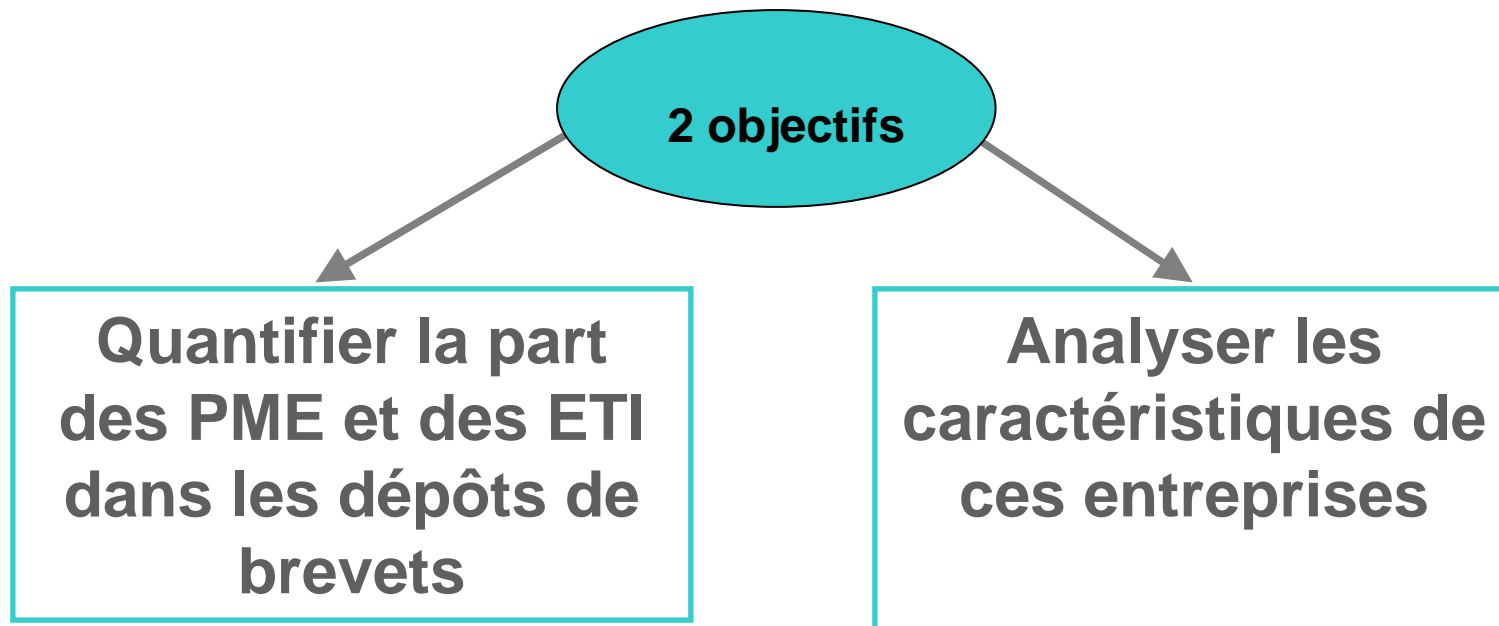 2 objectifs
Quantifier la part
des PME et des ETI
dans les dépôts de
brevets
Analyser les
caractéristiques de
ces entreprises